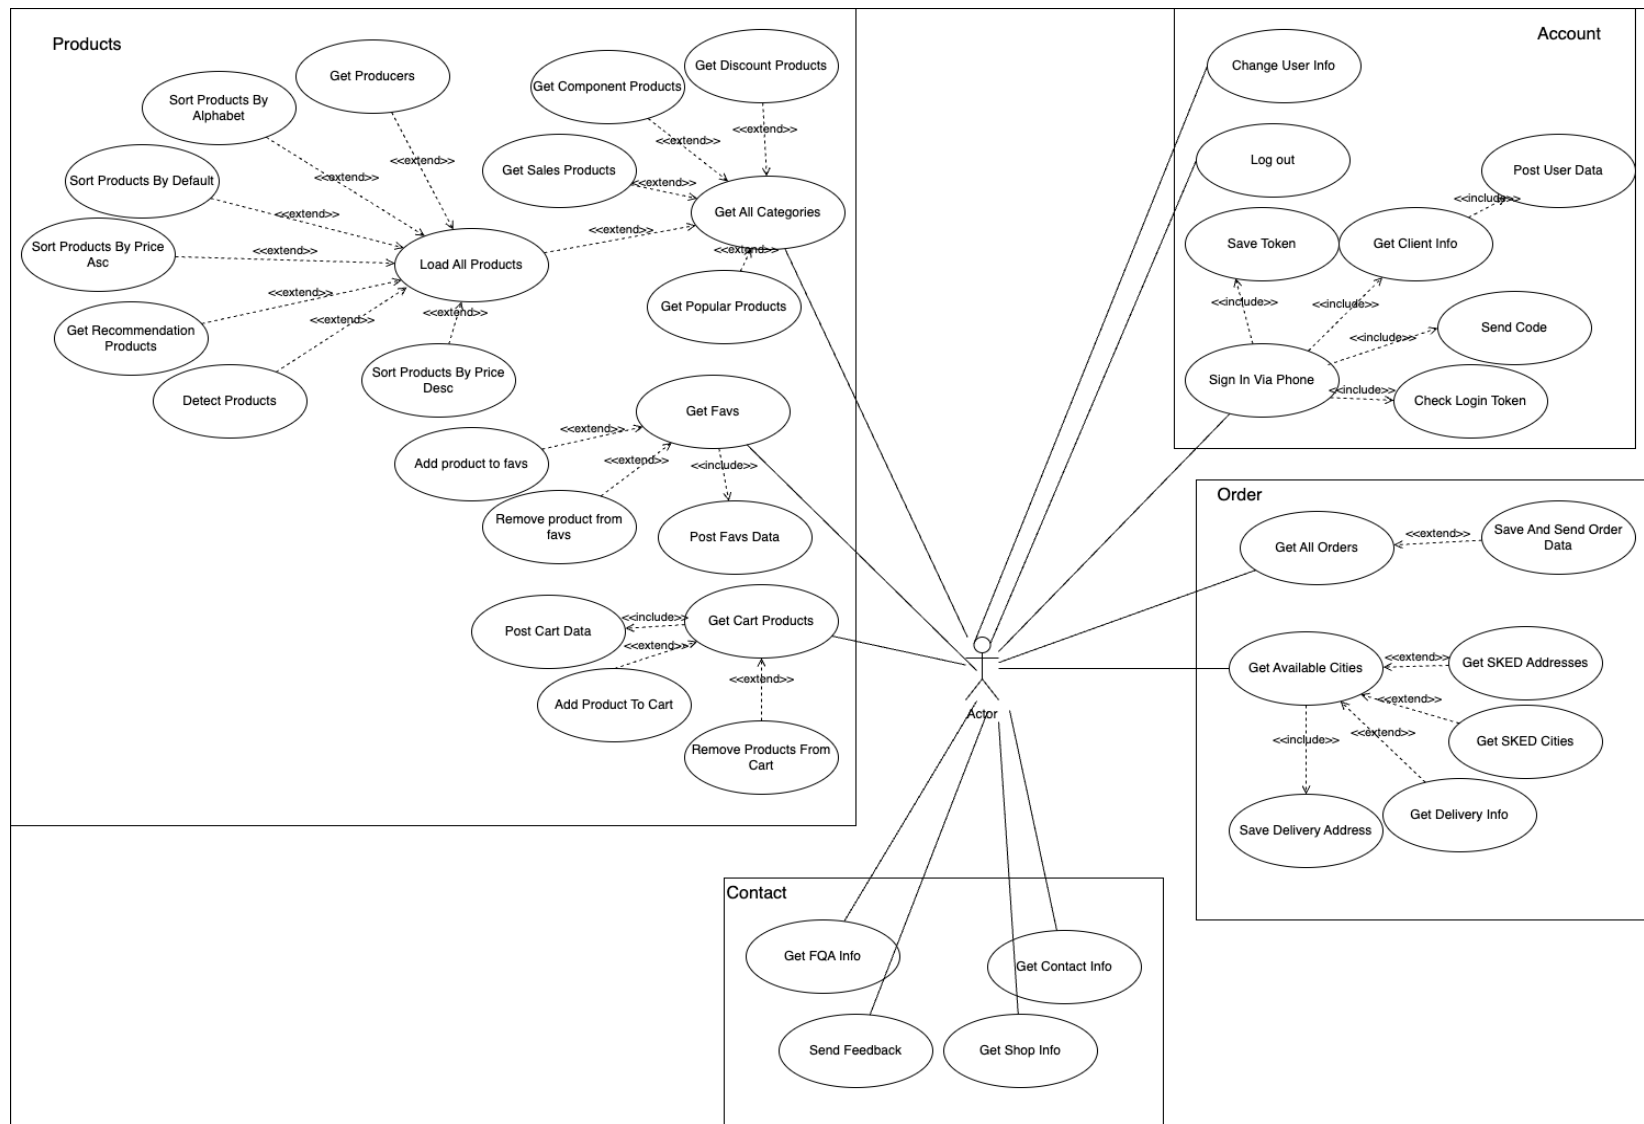 Products
Get Producers
Sort Products By
Alphabet
Get Component Products
Get Discount Products
<<extend>>
<<extend>>
<<extend>>
<<extend>>
Get Sales Products
<<extend>>
Sort Products By Default
<<extend>>
Get All Categories
<<extend>>
Sort Products By Price
Asc
<<extend>>
Load All Products
<<extend>>
<<extend>>
Get Popular Products
Get Recommendation
Products
<<extend>>
<<extend>>
Sort Products By Price
Desc
Detect Products
Get Favs
<<extend>>
<<extend>>
<<include>>
Add product to favs
Remove product from
favs
Post Favs Data
Post Cart Data
<<include>>
Get Cart Products
<<extend>>
<<extend>>
Add Product To Cart
Remove Products From
Cart
Account
Change User Info
Log out
Post User Data
<<include>>
Save Token
Get Client Info
<<include>>
<<include>>
Send Code
<<include>>
Sign In Via Phone
<<include>>
Check Login Token
Order
Get All Orders
<<extend>>
Save And Send Order
Data
Get Available Cities
<<extend>>
Get SKED Addresses
<<extend>>
<<include>>
<<extend>>
Get SKED Cities
Save Delivery Address
Get Delivery Info
Actor
Contact
Get FQA Info
Get Contact Info
Send Feedback
Get Shop Info